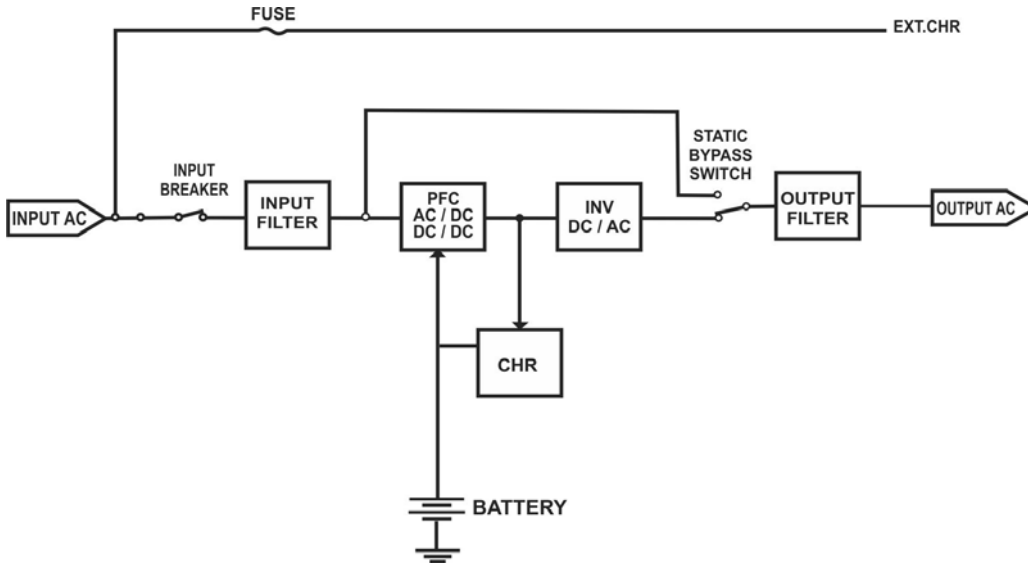 FUSE
EXT.CHR
STATIC
BYPASS
SWITCH
INPUT
BREAKER
INPUT AC
INPUT
FILTER
PFC
AC / DC
DC / DC
INV
DC / AC
OUTPUT
FILTER
OUTPUT AC
CHR
BATTERY